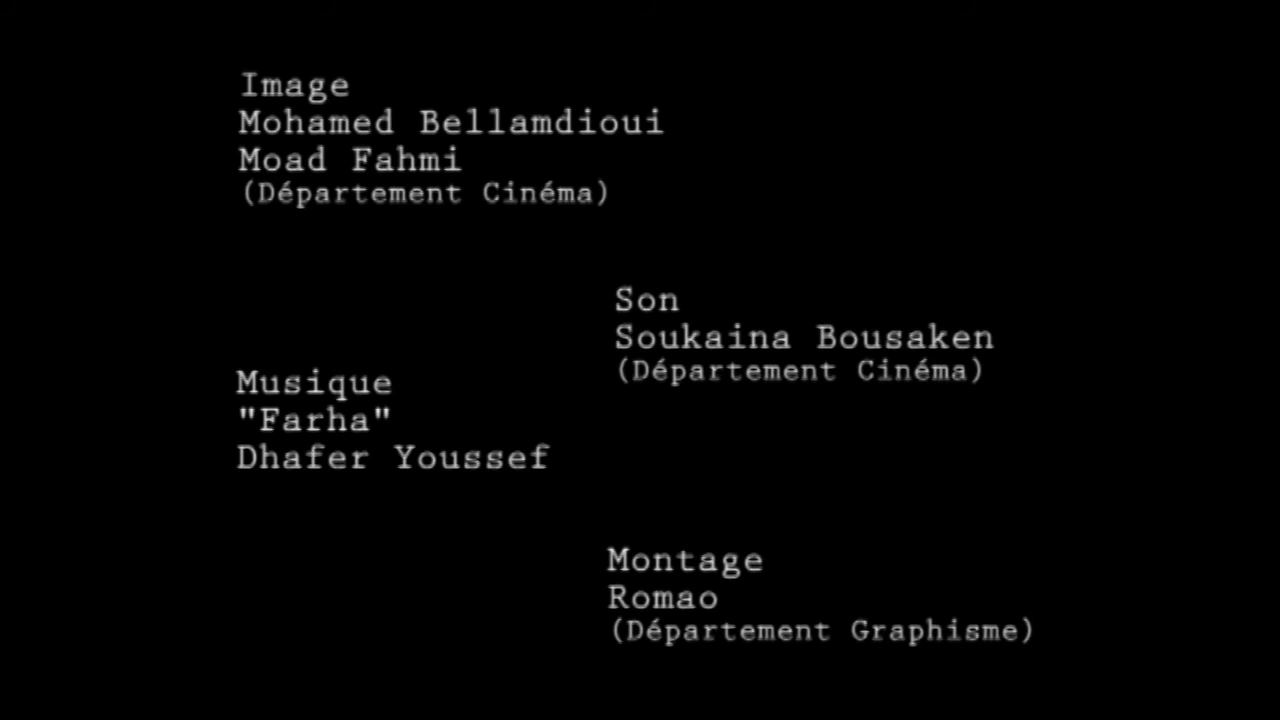 Image
Mohamed Bellamdioui
Moad Fahmi
(Département Cinéma)
Son
Soukaina Bousaken
(Département Cinéma)
Musique
"Farha"
Dhafer Youssef
Montage
Romao
(Département Graphisme)